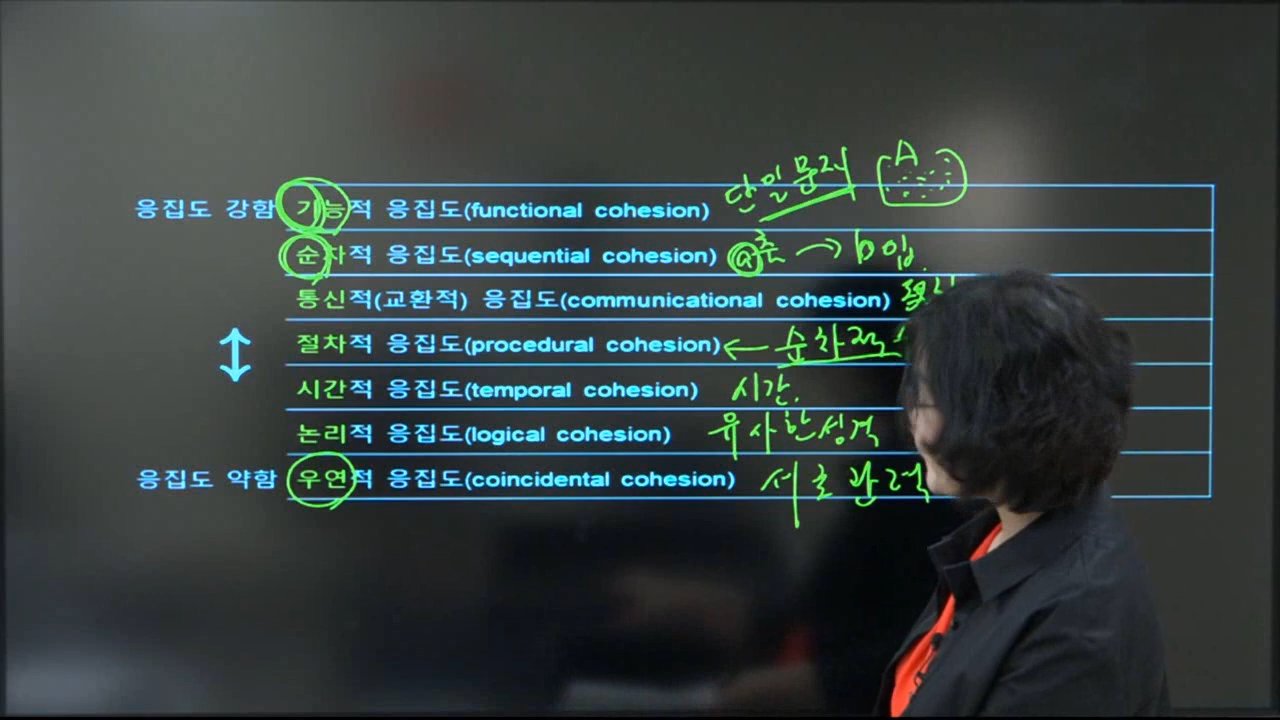 단일문제 A
응집도 강함 기능적 응집도(functional cohesion)
순차적 응집도(sequential cohesion) a출 → b입
통신적(교환적) 응집도(communicational cohesion)
절차적 응집도(procedural cohesion) ← 순차적
시간적 응집도(temporal cohesion) 시간.
논리적 응집도(logical cohesion) 유사한성격
응집도 약함 우연적 응집도(coincidental cohesion) 서로관련